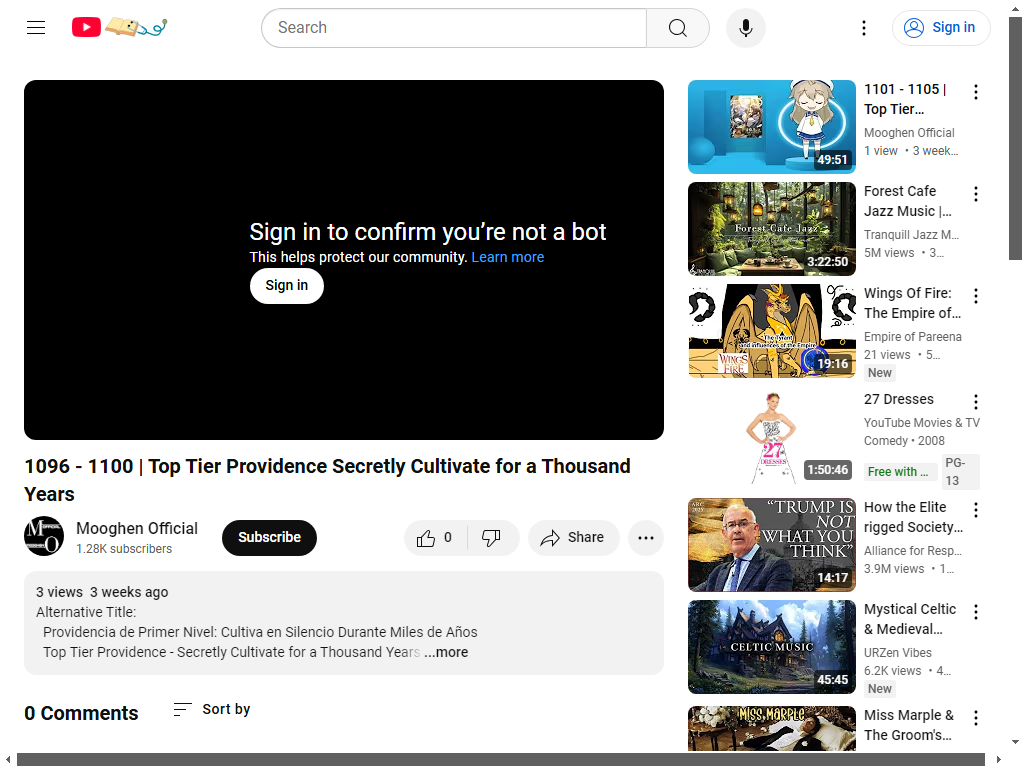 Search
Sign in
Sign in to confirm you’re not a bot
This helps protect our community. Learn more
Sign in
1096 - 1100 | Top Tier Providence Secretly Cultivate for a Thousand
Years
Mooghen Official
1.28K subscribers
Subscribe
0
Share
3 views 3 weeks ago
Alternative Title:
Providencia de Primer Nivel: Cultiva en Silencio Durante Miles de Años
Top Tier Providence - Secretly Cultivate for a Thousand Years ...more
0 Comments
Sort by
49:51
1101 - 1105 |
Top Tier…
Mooghen Official
1 view • 3 week…
Forest Cafe Jazz
3:22:50
Forest Cafe
Jazz Music |…
Tranquill Jazz M…
5M views • 3…
The Tyrant
and influences of the Empire
WINGS
OF FIRE
19:16
Wings Of Fire:
The Empire of…
Empire of Pareena
21 views • 5…
New
27
DRESSES
1:50:46
27 Dresses
YouTube Movies & TV
Comedy • 2008
Free with …
PG-
13
ARC
2025
“TRUMP IS
NOT
WHAT YOU
THINK”
14:17
How the Elite
rigged Society…
Alliance for Resp…
3.9M views • 1…
CELTIC MUSIC
45:45
Mystical Celtic
& Medieval…
URZen Vibes
6.2K views • 4…
New
MISS MARPLE
Miss Marple &
The Groom's…